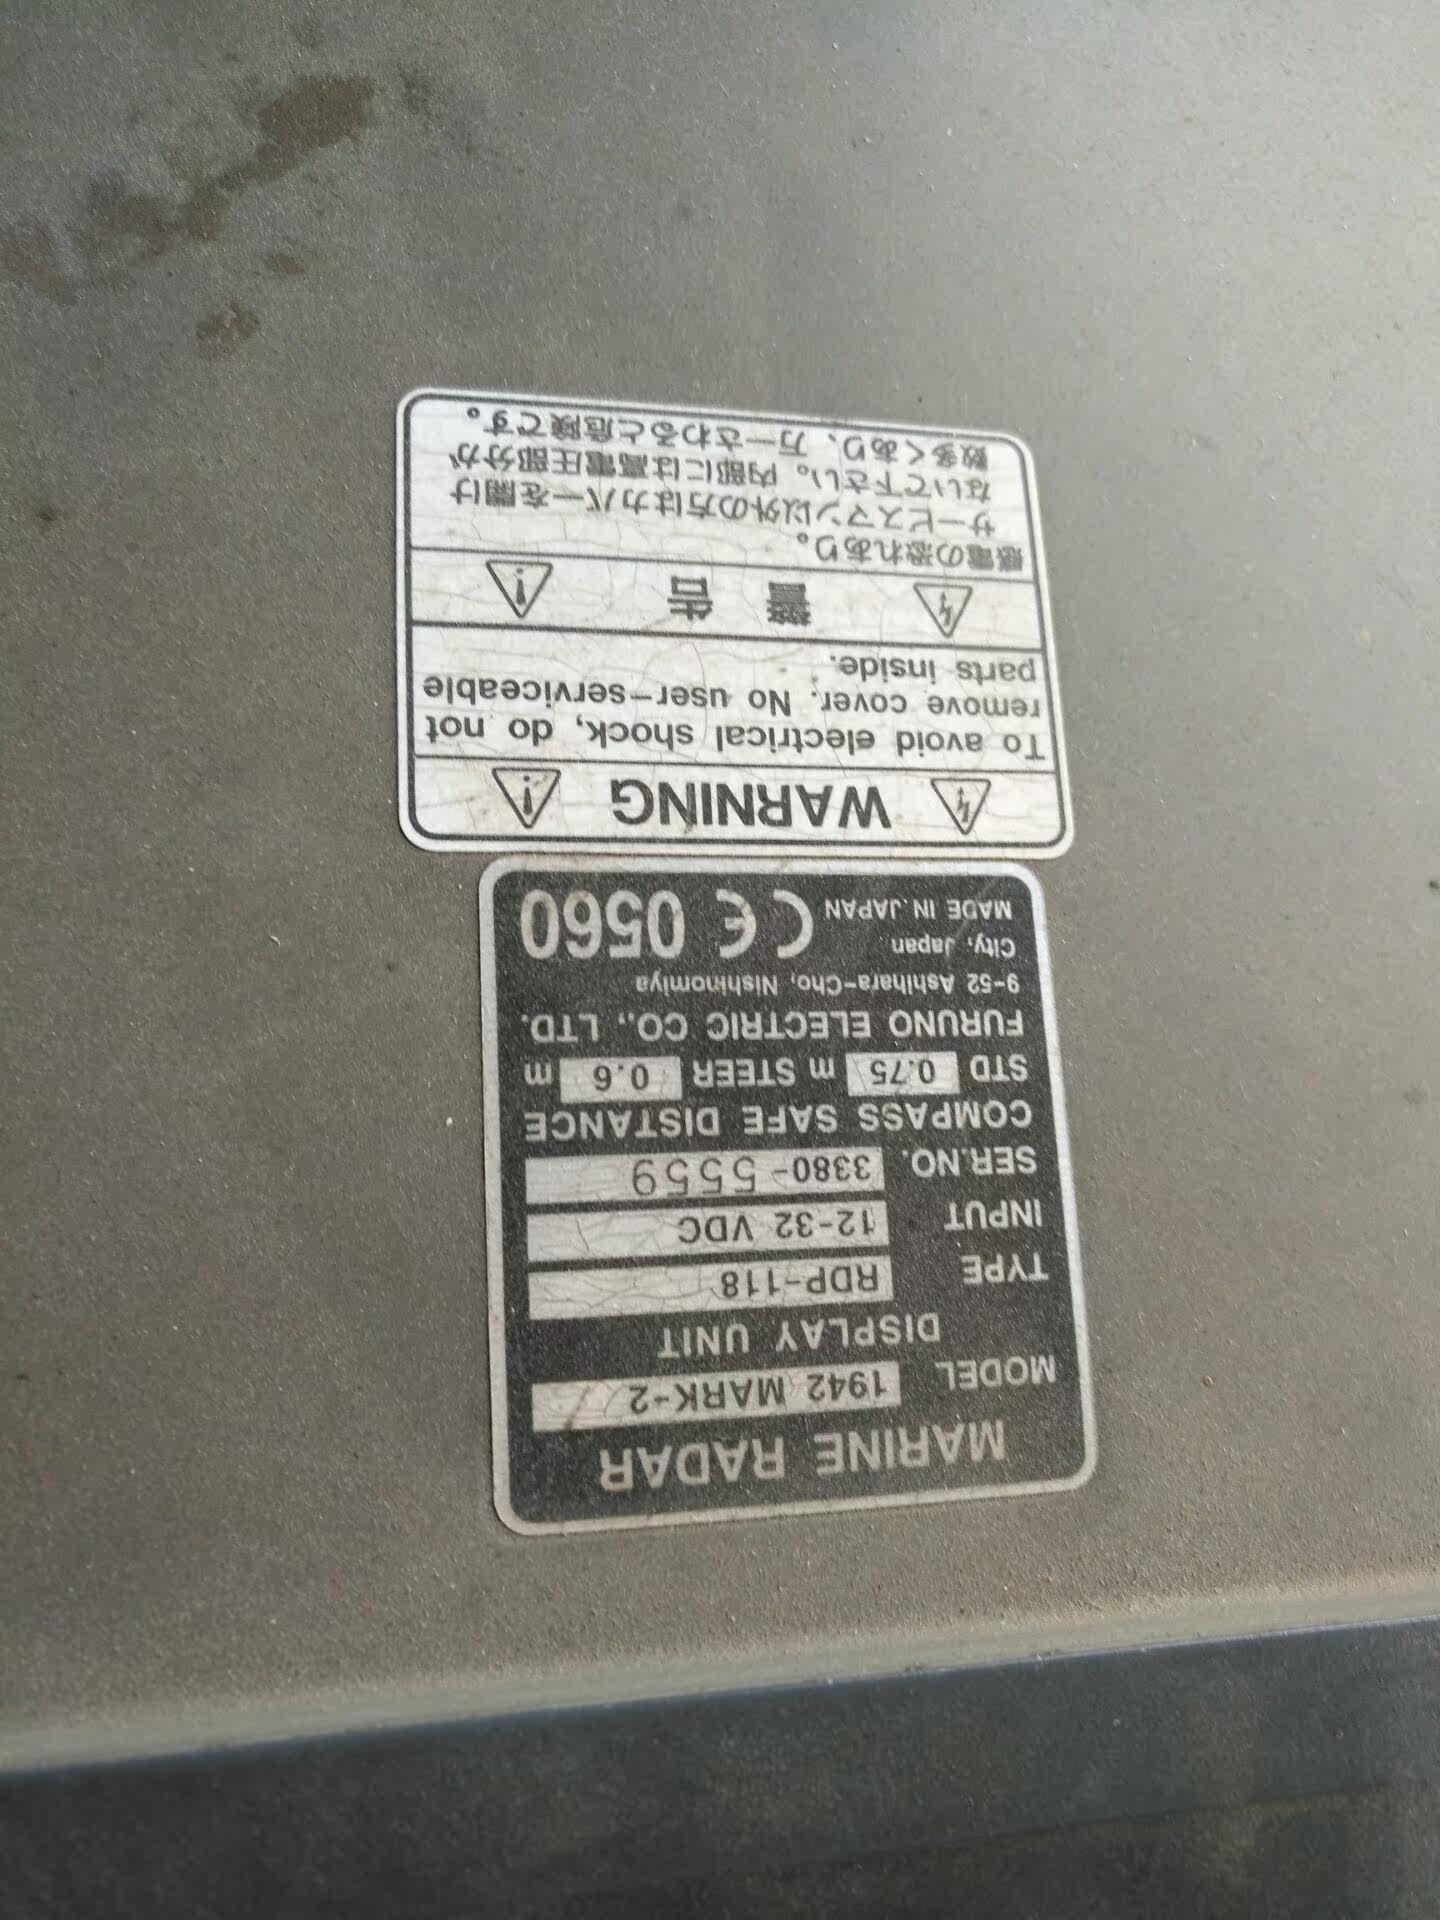 MARINE RADAR
MODEL 1942 MARK-2
DISPLAY UNIT
TYPE RDP-118
INPUT 12-32 VDC
SER.NO. 3380-5559
COMPASS SAFE DISTANCE
STD 0.75 m STEER 0.6 m
FURUNO ELECTRIC CO., LTD.
9-52 Ashihara-Cho, Nishinomiya
City, Japan
MADE IN JAPAN CE 0560
WARNING
To avoid electrical shock, do not
remove cover. No user-serviceable
parts inside.
警告
感電の恐れあり。
サービスマン以外の方はカバーを開け
ないで下さい。内部には高電圧部分が
数多くあり、万一さわると危険です。